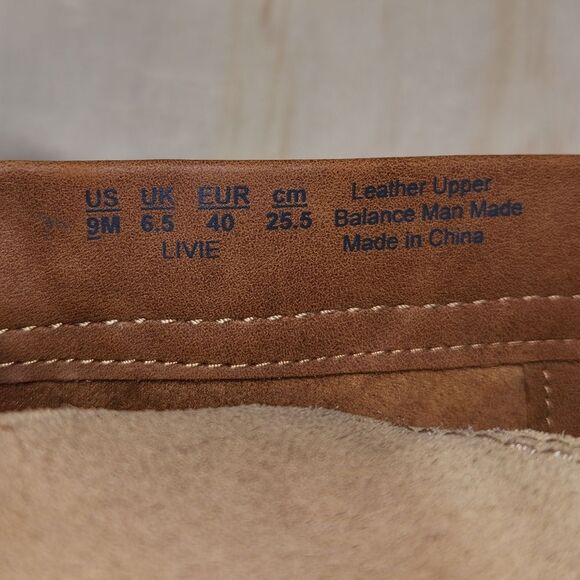 US UK EUR cm
9M 6.5 40 25.5
LIVIE
Leather Upper
Balance Man Made
Made in China